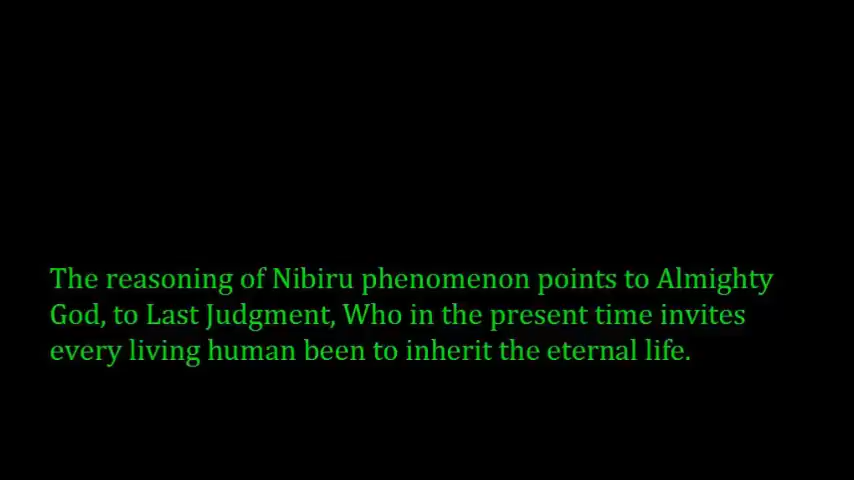 The reasoning of Nibiru phenomenon points to Almighty
God, to Last Judgment, Who in the present time invites
every living human been to inherit the eternal life.